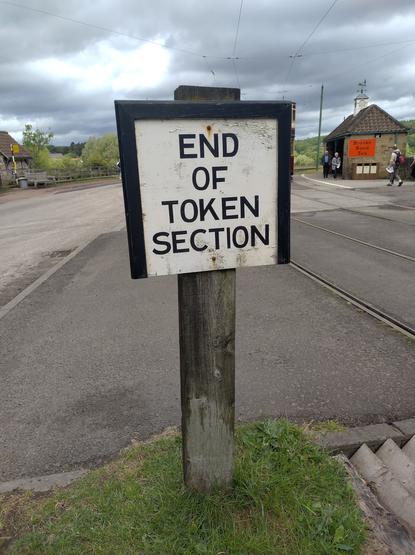 END
OF
TOKEN
SECTION